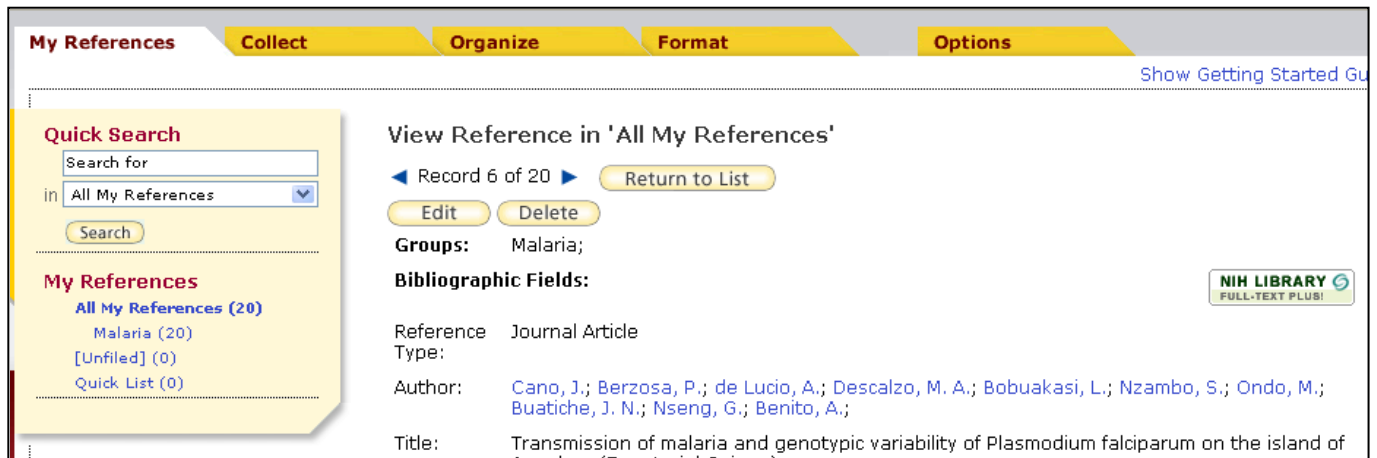 My References Collect Organize Format Options
Show Getting Started Gu
Quick Search
Search for
in All My References
Search
My References
All My References (20)
Malaria (20)
[Unfiled] (0)
Quick List (0)
View Reference in 'All My References'
Record 6 of 20 Return to List
Edit Delete
Groups: Malaria;
Bibliographic Fields:
NIH LIBRARY
FULL-TEXT PLUS!
Reference Type: Journal Article
Author: Cano, J.; Berzosa, P.; de Lucio, A.; Descalzo, M. A.; Bobuakasi, L.; Nzambo, S.; Ondo, M.;
Buatiche, J. N.; Nseng, G.; Benito, A.;
Title: Transmission of malaria and genotypic variability of Plasmodium falciparum on the island of